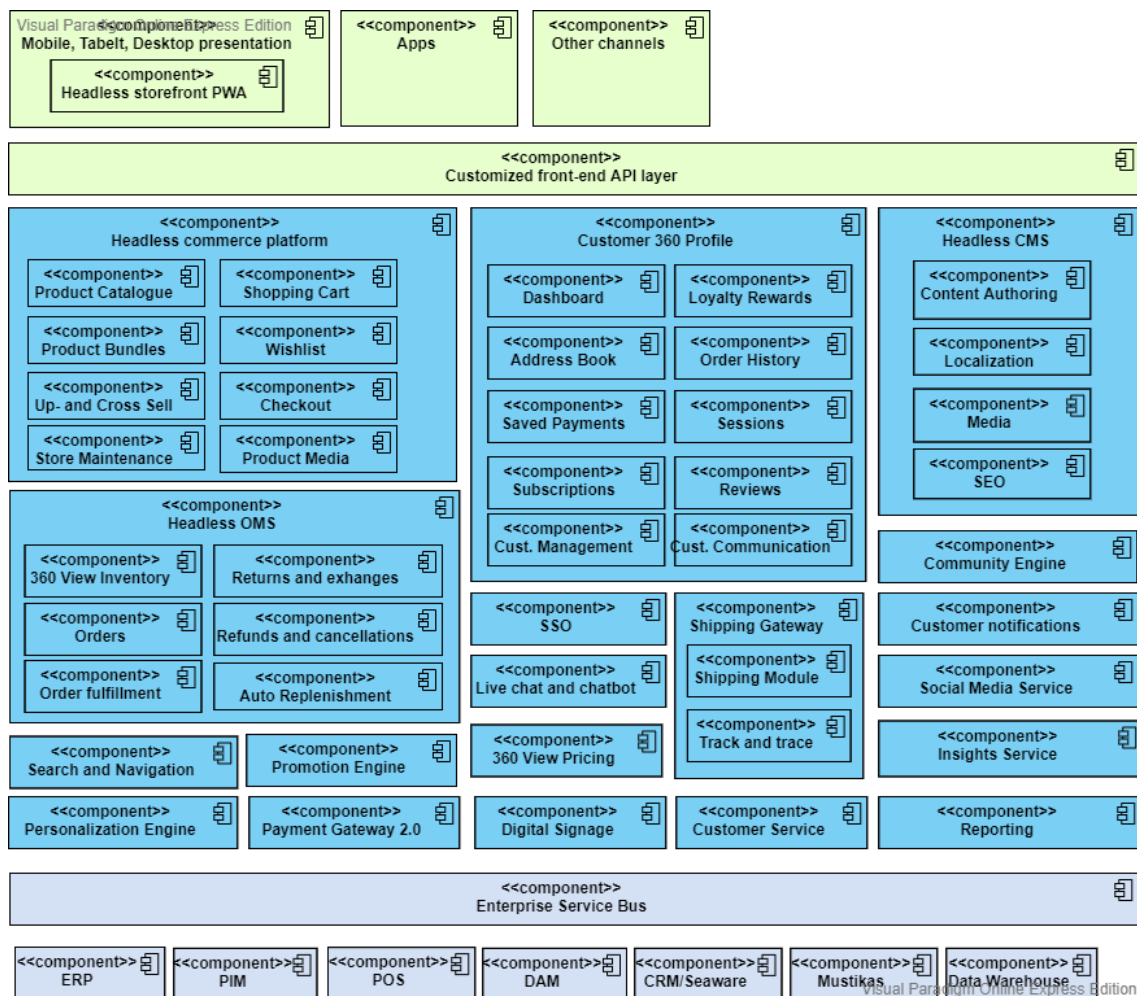 Visual Paradigm Online Express Edition
<<component>>
Mobile, Tabelt, Desktop presentation
<<component>>
Headless storefront PWA
<<component>>
Apps
<<component>>
Other channels
<<component>>
Customized front-end API layer
<<component>>
Headless commerce platform
<<component>>
Product Catalogue
<<component>>
Shopping Cart
<<component>>
Product Bundles
<<component>>
Wishlist
<<component>>
Up- and Cross Sell
<<component>>
Checkout
<<component>>
Store Maintenance
<<component>>
Product Media
<<component>>
Customer 360 Profile
<<component>>
Dashboard
<<component>>
Loyalty Rewards
<<component>>
Address Book
<<component>>
Order History
<<component>>
Saved Payments
<<component>>
Sessions
<<component>>
Subscriptions
<<component>>
Reviews
<<component>>
Cust. Management
<<component>>
Cust. Communication
<<component>>
Headless CMS
<<component>>
Content Authoring
<<component>>
Localization
<<component>>
Media
<<component>>
SEO
<<component>>
Headless OMS
<<component>>
360 View Inventory
<<component>>
Returns and exhanges
<<component>>
Orders
<<component>>
Refunds and cancellations
<<component>>
Order fulfillment
<<component>>
Auto Replenishment
<<component>>
Community Engine
<<component>>
SSO
<<component>>
Shipping Gateway
<<component>>
Shipping Module
<<component>>
Track and trace
<<component>>
Customer notifications
<<component>>
Live chat and chatbot
<<component>>
Social Media Service
<<component>>
Search and Navigation
<<component>>
Promotion Engine
<<component>>
360 View Pricing
<<component>>
Insights Service
<<component>>
Personalization Engine
<<component>>
Payment Gateway 2.0
<<component>>
Digital Signage
<<component>>
Customer Service
<<component>>
Reporting
<<component>>
Enterprise Service Bus
<<component>>
ERP
<<component>>
PIM
<<component>>
POS
<<component>>
DAM
<<component>>
CRM/Seaware
<<component>>
Mustikas
<<component>>
Data Warehouse
Visual Paradigm Online Express Edition